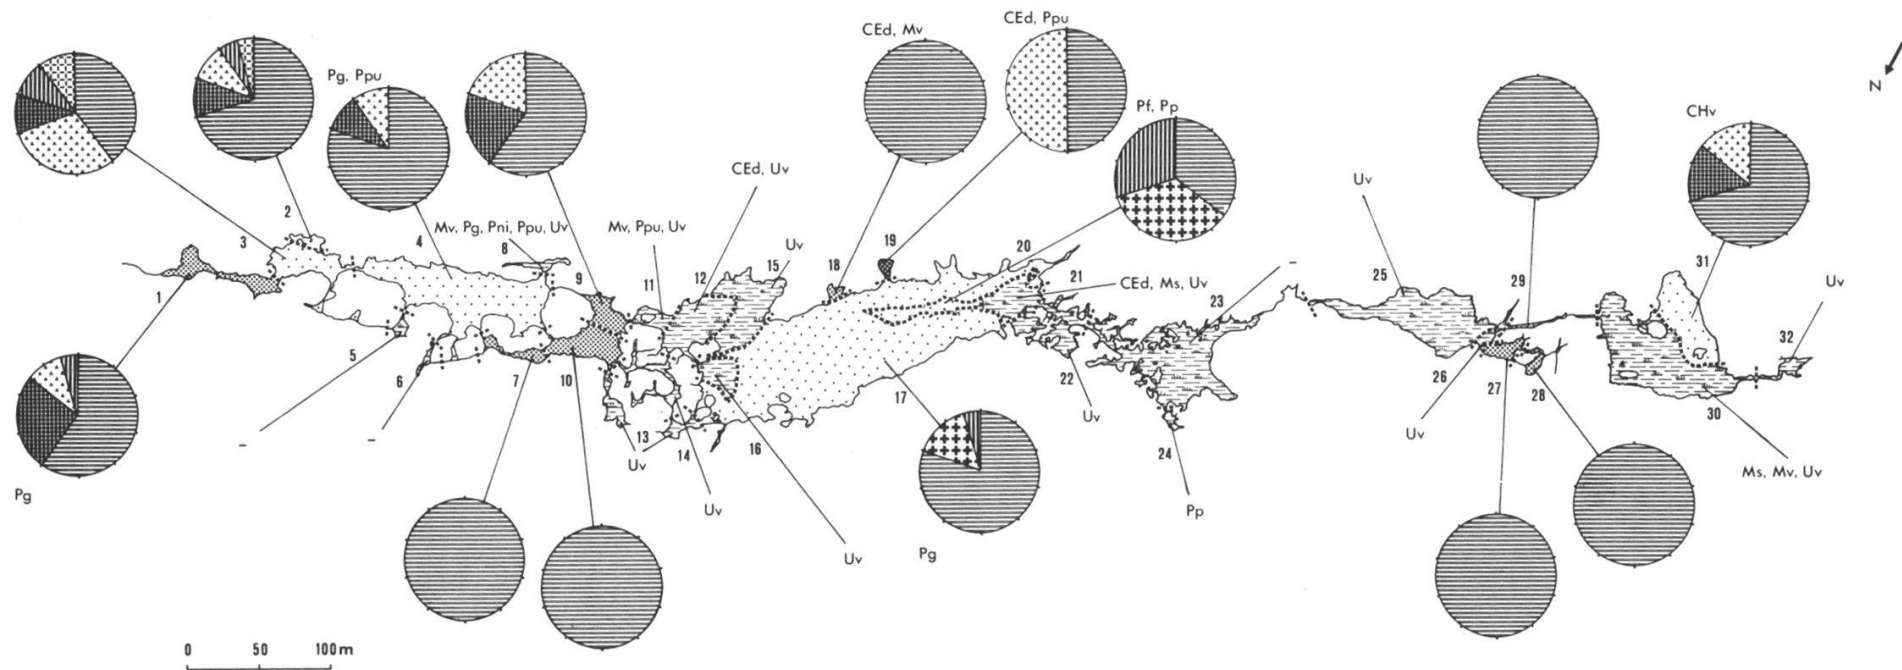 CEd, Ppu
CEd, Mv
N
Pg, Ppu
Pf, Pp
CHv
CEd, Uv
Uv
2
Mv, Pg, Pni, Ppu, Uv
Mv, Ppu, Uv
Uv
3
4
8
9
11
12
15
18
19
20
21
CEd, Ms, Uv
–
23
25
29
31
Uv
1
5
6
7
10
13
14
16
17
22
24
26
27
28
30
32
Uv
Uv
–
–
Uv
Ms, Mv, Uv
Pg
Uv
Pp
Pg
Uv
0 50 100 m